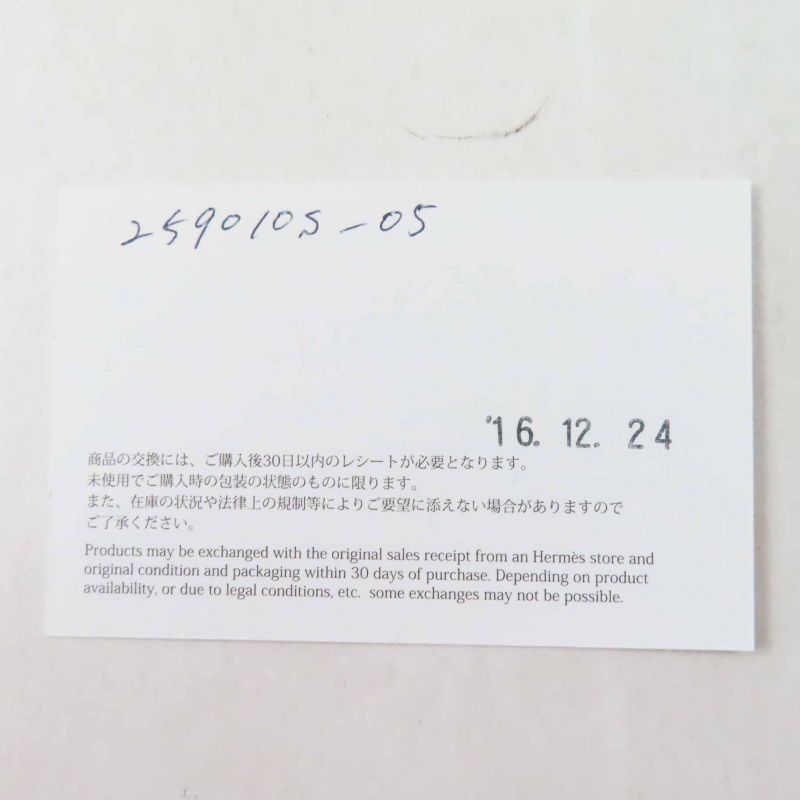 259010S-05
'16.12.24
商品の交換には、ご購入後30日以内のレシートが必要となります。
未使用でご購入時の包装の状態のものに限ります。
また、在庫の状況や法律上の規制等によりご要望に添えない場合がありますので
ご了承ください。
Products may be exchanged with the original sales receipt from an Hermès store and
original condition and packaging within 30 days of purchase. Depending on product
availability, or due to legal conditions, etc. some exchanges may not be possible.